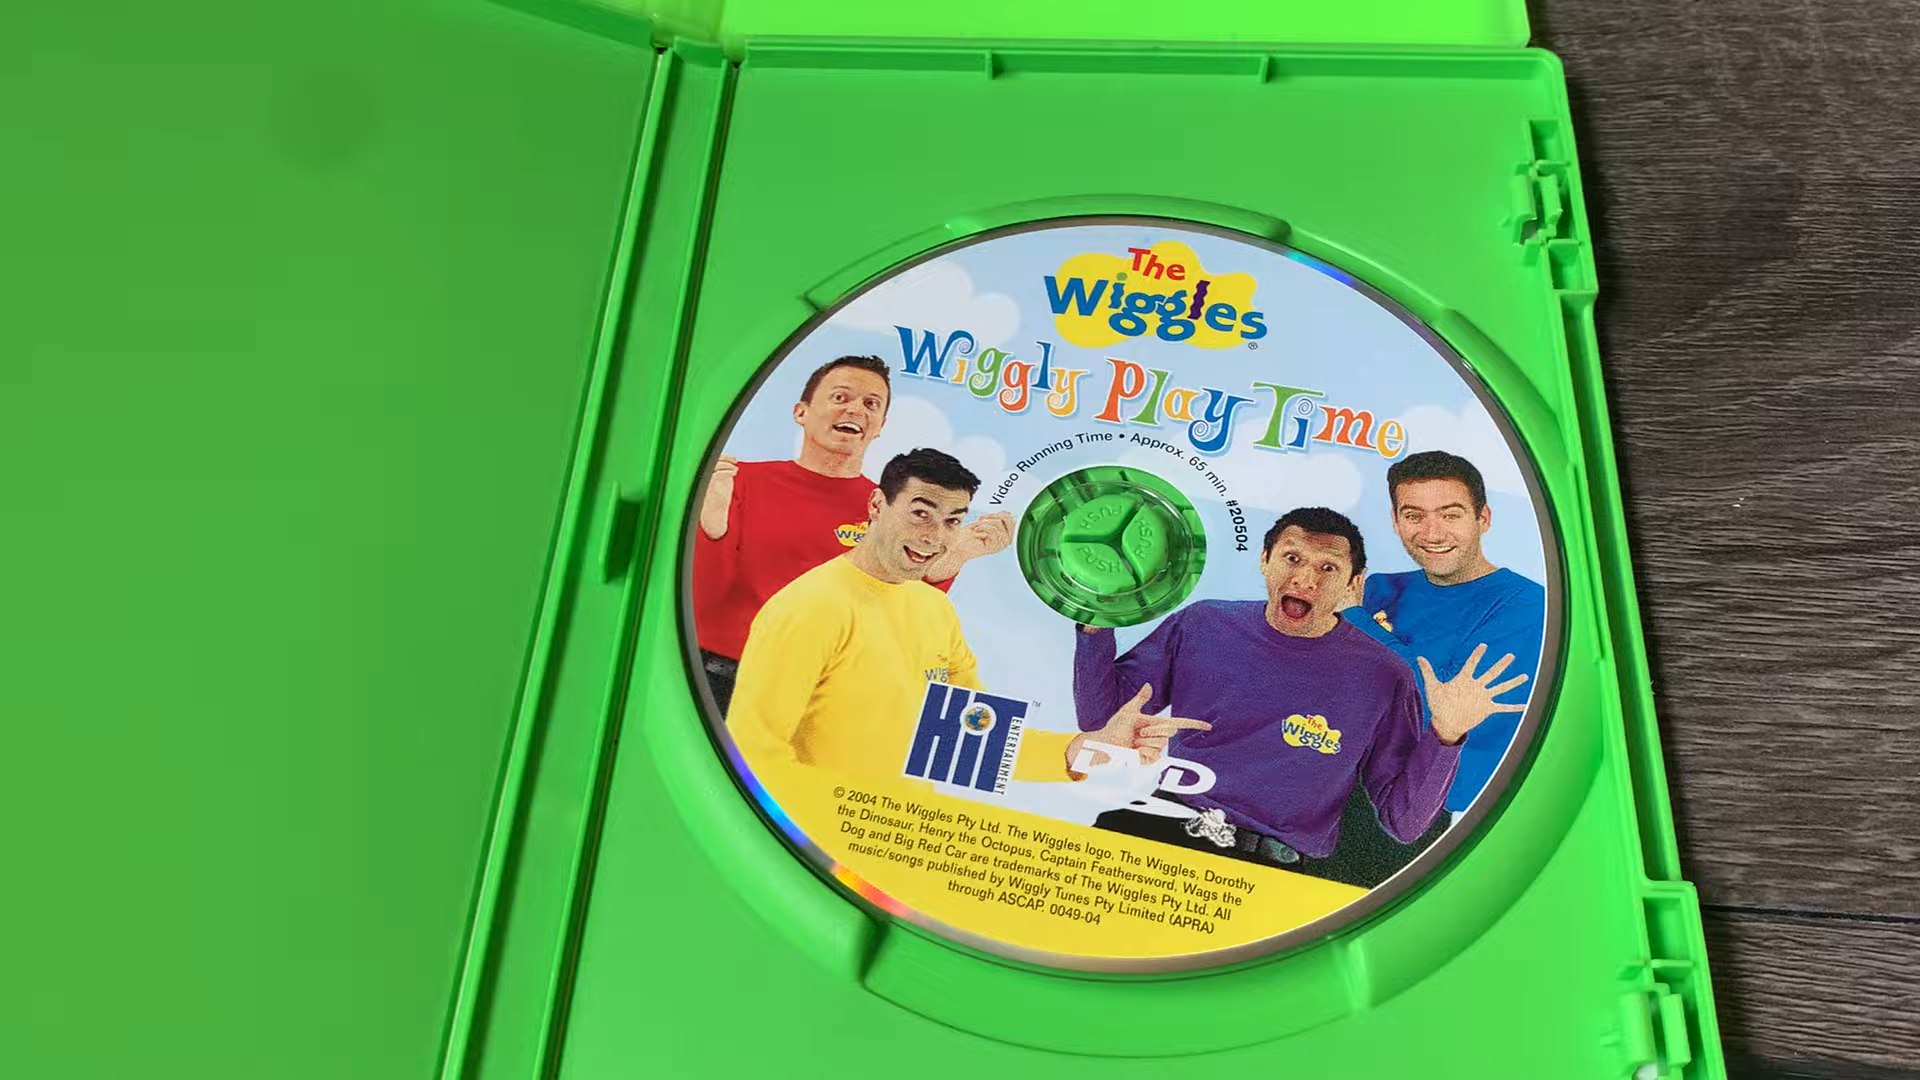 The
Wiggles
®
Wiggly Play Time
Video Running Time • Approx. 65 min. #20504
PUSH
PUSH
PUSH
The
Wiggles
HiT
ENTERTAINMENT
™
DVD
© 2004 The Wiggles Pty Ltd. The Wiggles logo, The Wiggles, Dorothy
the Dinosaur, Henry the Octopus, Captain Feathersword, Wags the
Dog and Big Red Car are trademarks of The Wiggles Pty Ltd. All
music/songs published by Wiggly Tunes Pty Limited (APRA)
through ASCAP. 0049-04